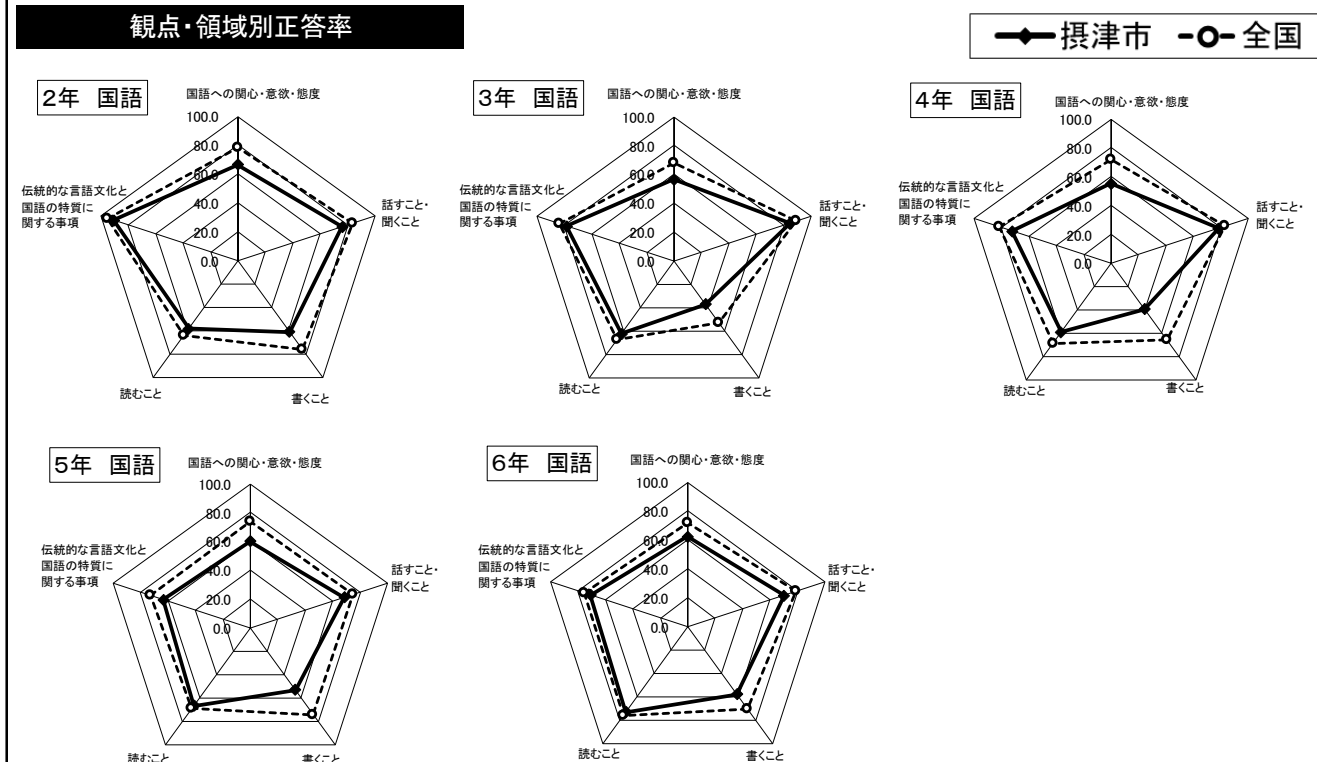 観点・領域別正答率
摂津市 全国
2年 国語
国語への関心・意欲・態度
100.0
80.0
60.0
40.0
20.0
0.0
伝統的な言語文化と
国語の特質に
関する事項
話すこと・
聞くこと
読むこと
書くこと
3年 国語
国語への関心・意欲・態度
100.0
80.0
60.0
40.0
20.0
0.0
伝統的な言語文化と
国語の特質に
関する事項
話すこと・
聞くこと
読むこと
書くこと
4年 国語
国語への関心・意欲・態度
100.0
80.0
60.0
40.0
20.0
0.0
伝統的な言語文化と
国語の特質に
関する事項
話すこと・
聞くこと
読むこと
書くこと
5年 国語
国語への関心・意欲・態度
100.0
80.0
60.0
40.0
20.0
0.0
伝統的な言語文化と
国語の特質に
関する事項
話すこと・
聞くこと
読むこと
書くこと
6年 国語
国語への関心・意欲・態度
100.0
80.0
60.0
40.0
20.0
0.0
伝統的な言語文化と
国語の特質に
関する事項
話すこと・
聞くこと
読むこと
書くこと